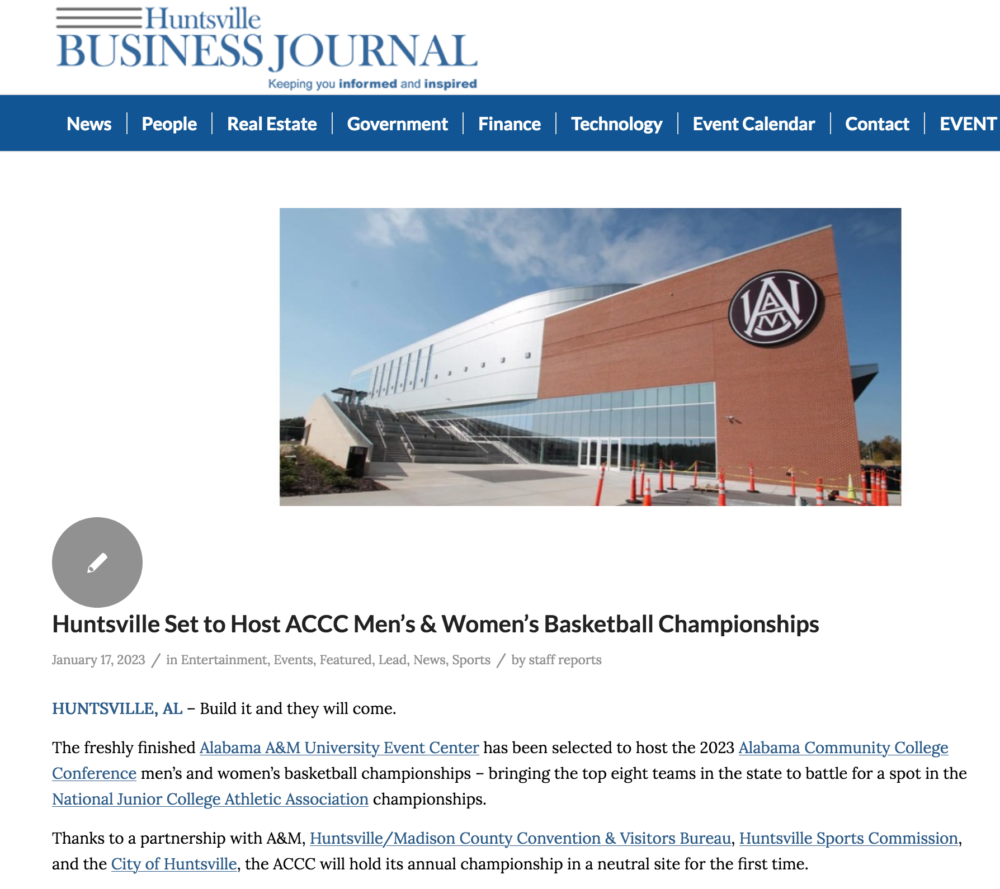 Huntsville
BUSINESS JOURNAL
Keeping you informed and inspired
News | People | Real Estate | Government | Finance | Technology | Event Calendar | Contact | EVENT
AAMU
Huntsville Set to Host ACCC Men’s & Women’s Basketball Championships
January 17, 2023 / in Entertainment, Events, Featured, Lead, News, Sports / by staff reports
HUNTSVILLE, AL – Build it and they will come.
The freshly finished Alabama A&M University Event Center has been selected to host the 2023 Alabama Community College
Conference men’s and women’s basketball championships – bringing the top eight teams in the state to battle for a spot in the
National Junior College Athletic Association championships.
Thanks to a partnership with A&M, Huntsville/Madison County Convention & Visitors Bureau, Huntsville Sports Commission,
and the City of Huntsville, the ACCC will hold its annual championship in a neutral site for the first time.